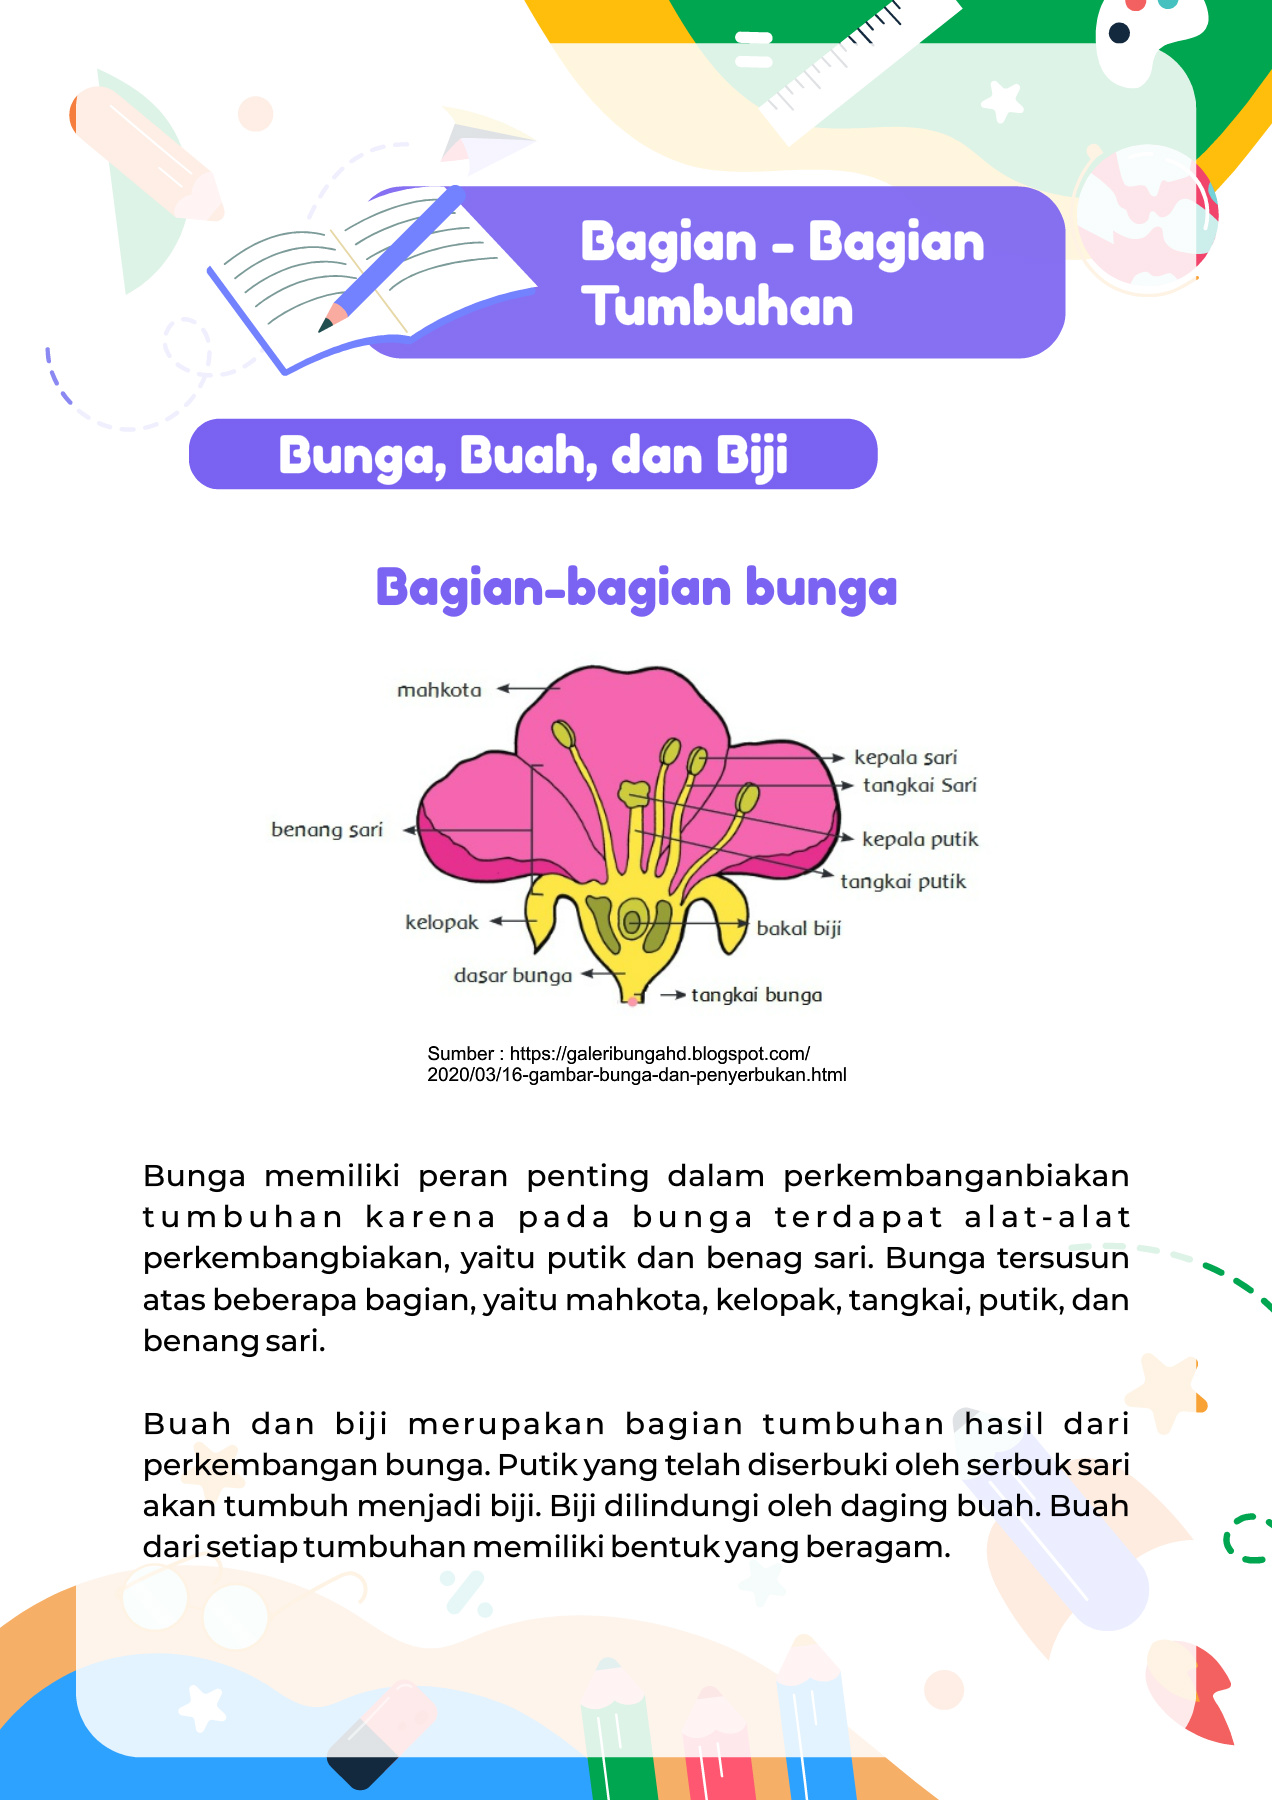 Bagian - Bagian
Tumbuhan
Bunga, Buah, dan Biji
Bagian-bagian bunga
mahkota
kepala sari
tangkai Sari
benang sari
kepala putik
tangkai putik
kelopak
bakal biji
dasar bunga
tangkai bunga
Sumber : https://galeribungahd.blogspot.com/
2020/03/16-gambar-bunga-dan-penyerbukan.html
Bunga memiliki peran penting dalam perkembanganbiakan
tumbuhan karena pada bunga terdapat alat-alat
perkembangbiakan, yaitu putik dan benag sari. Bunga tersusun
atas beberapa bagian, yaitu mahkota, kelopak, tangkai, putik, dan
benang sari.
Buah dan biji merupakan bagian tumbuhan hasil dari
perkembangan bunga. Putik yang telah diserbuki oleh serbuk sari
akan tumbuh menjadi biji. Biji dilindungi oleh daging buah. Buah
dari setiap tumbuhan memiliki bentuk yang beragam.